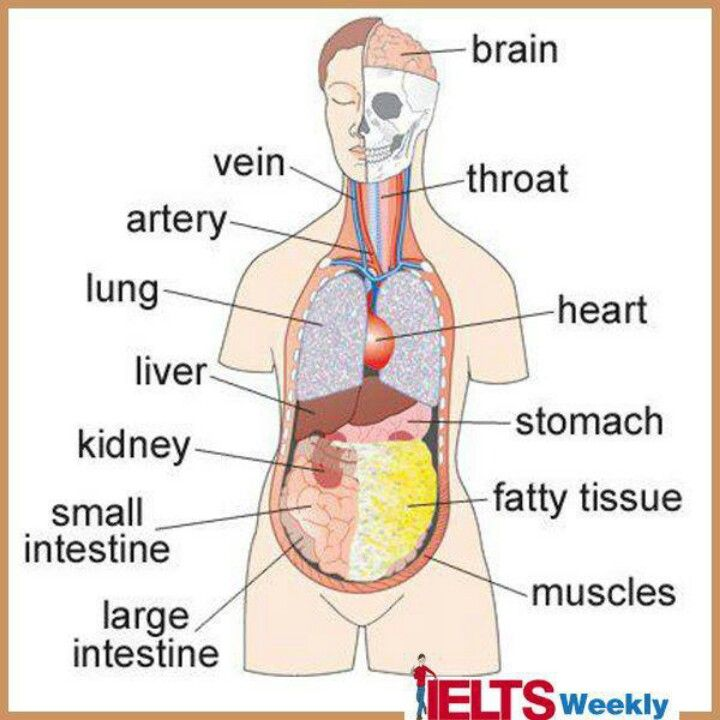 brain
vein
throat
artery
lung
heart
liver
stomach
kidney
fatty tissue
small
intestine
muscles
large
intestine
IELTS Weekly